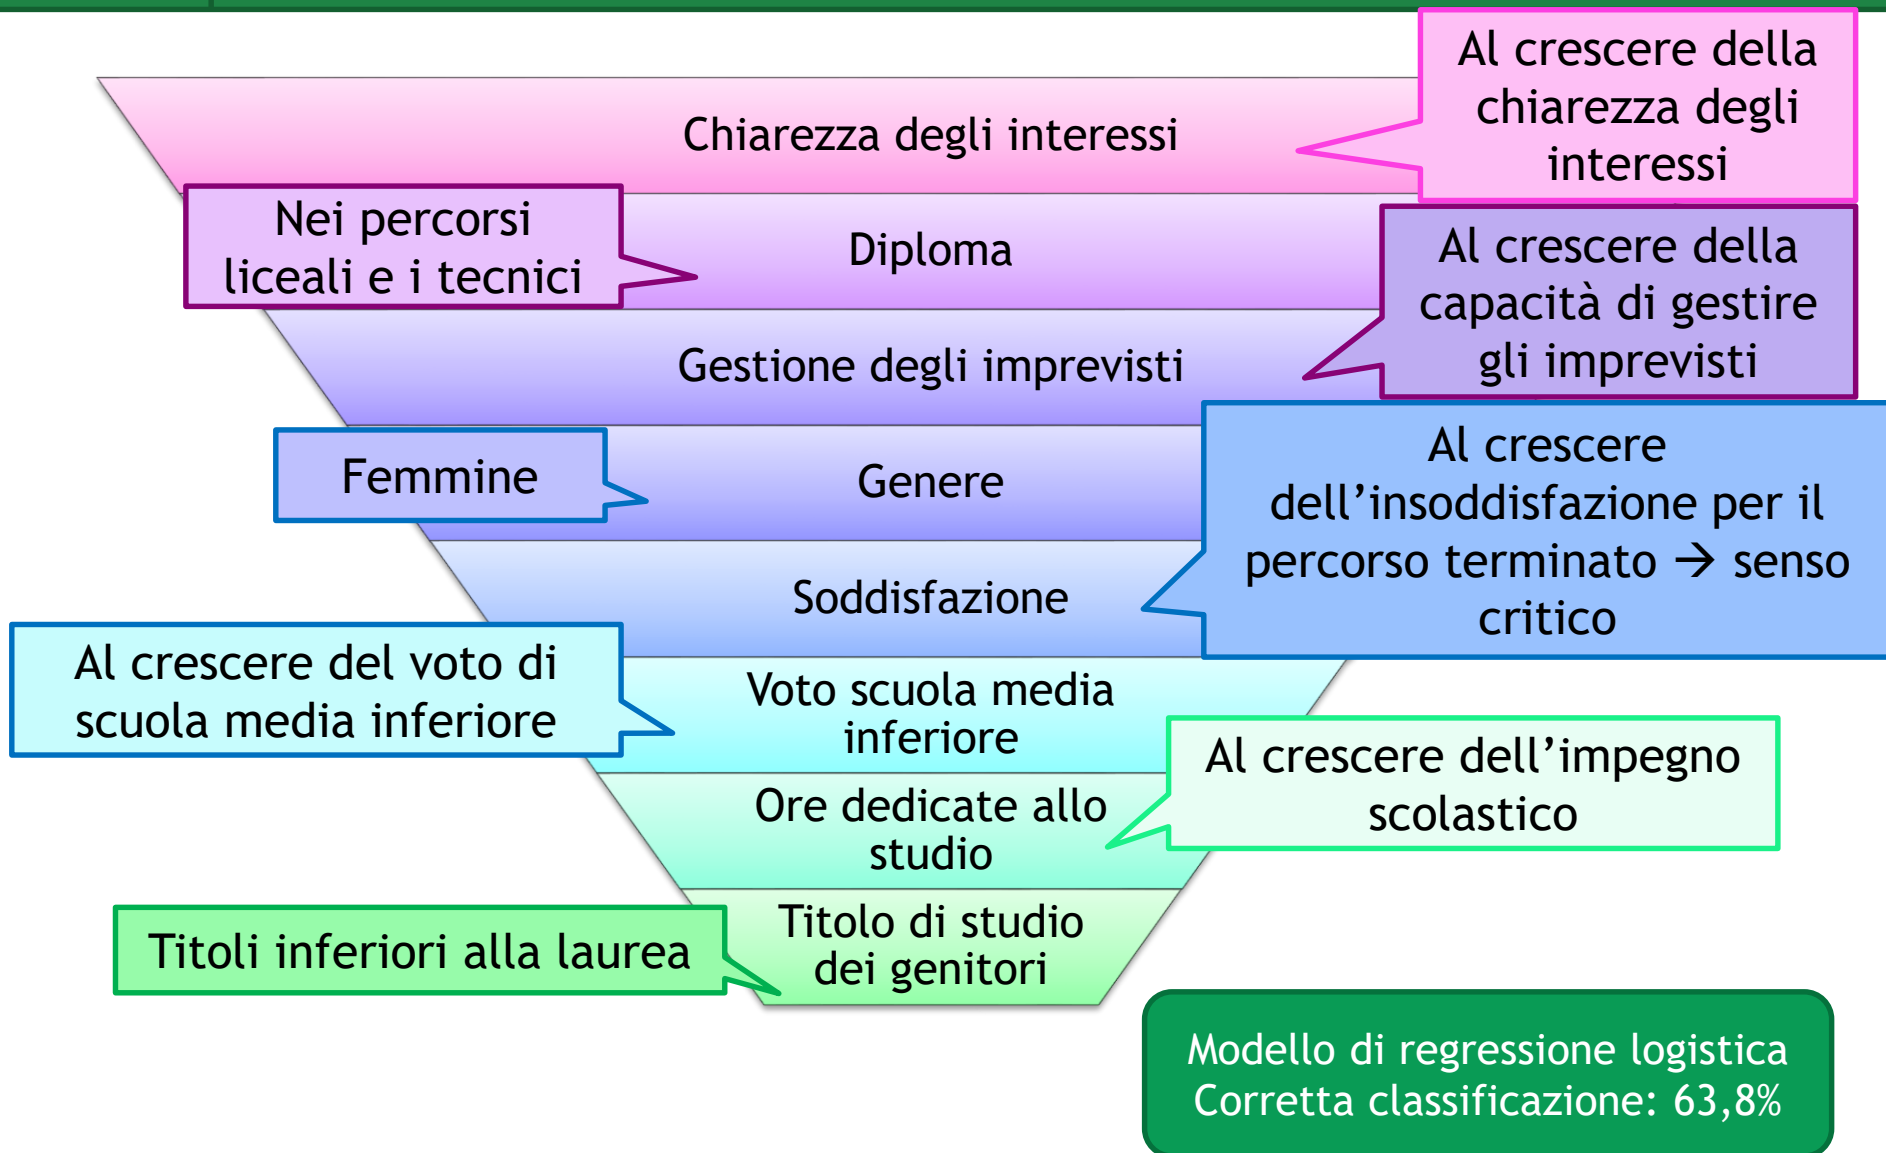 Al crescere della
chiarezza degli
interessi
Chiarezza degli interessi
Nei percorsi
liceali e i tecnici
Diploma
Al crescere della
capacità di gestire
gli imprevisti
Gestione degli imprevisti
Femmine
Genere
Al crescere
dell’insoddisfazione per il
percorso terminato → senso
critico
Soddisfazione
Al crescere del voto di
scuola media inferiore
Voto scuola media
inferiore
Al crescere dell’impegno
scolastico
Ore dedicate allo
studio
Titoli inferiori alla laurea
Titolo di studio
dei genitori
Modello di regressione logistica
Corretta classificazione: 63,8%